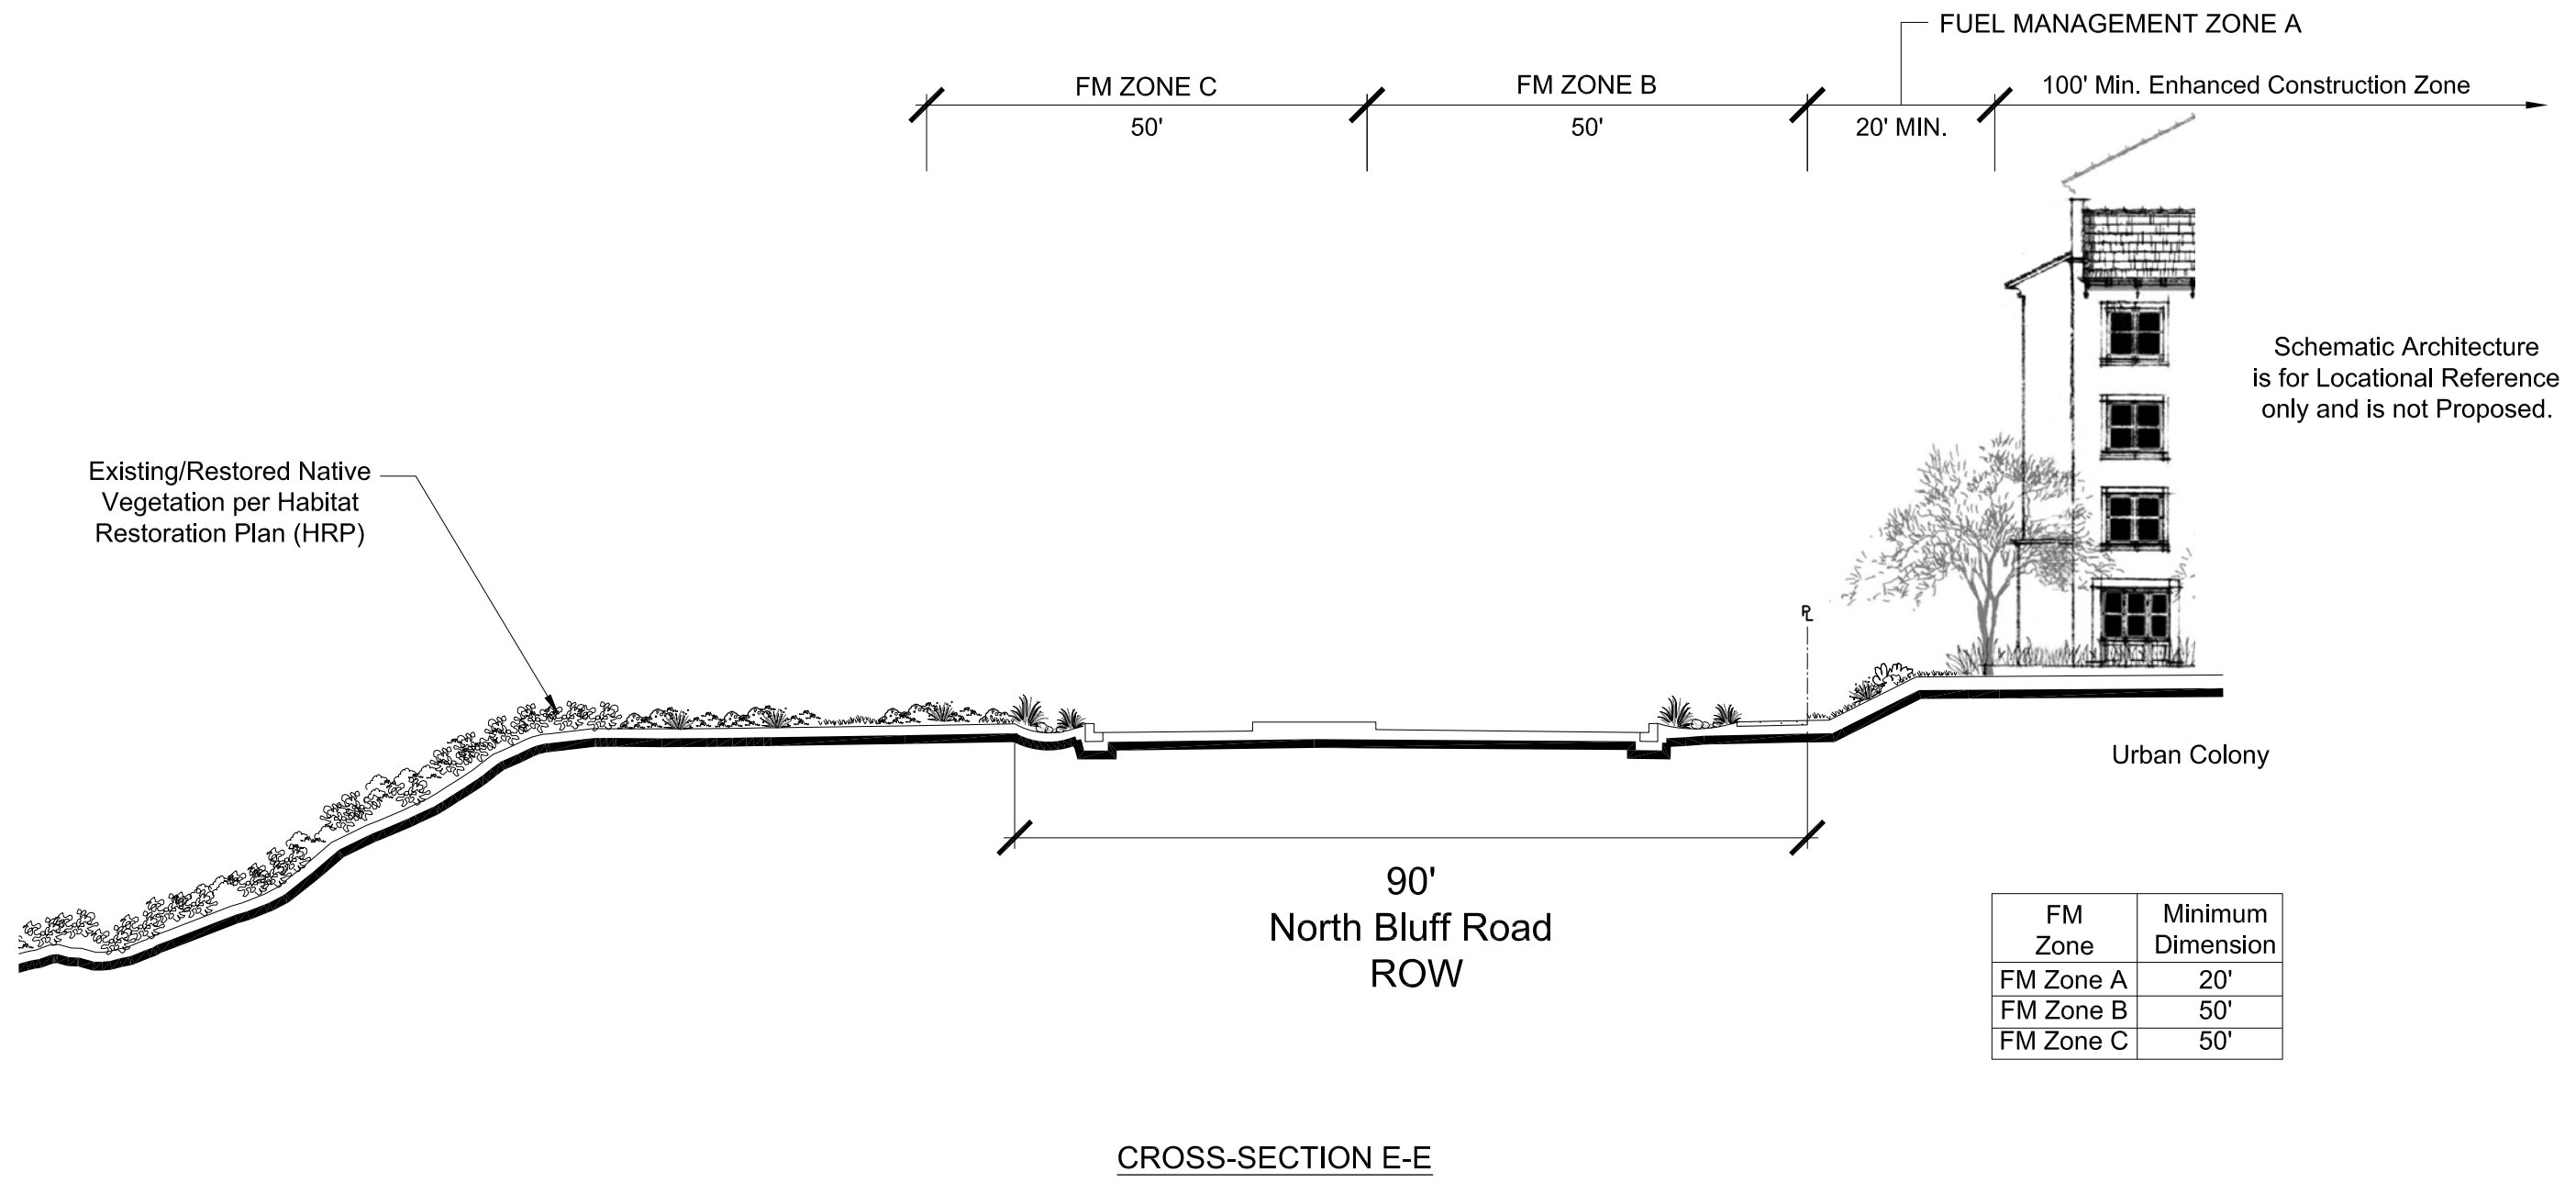 FUEL MANAGEMENT ZONE A
FM ZONE C
FM ZONE B
100' Min. Enhanced Construction Zone
50'
50'
20' MIN.
Schematic Architecture
is for Locational Reference
only and is not Proposed.
Existing/Restored Native
Vegetation per Habitat
Restoration Plan (HRP)
PL
Urban Colony
90'
North Bluff Road
ROW
FM Zone Minimum Dimension
FM Zone A 20'
FM Zone B 50'
FM Zone C 50'
CROSS-SECTION E-E